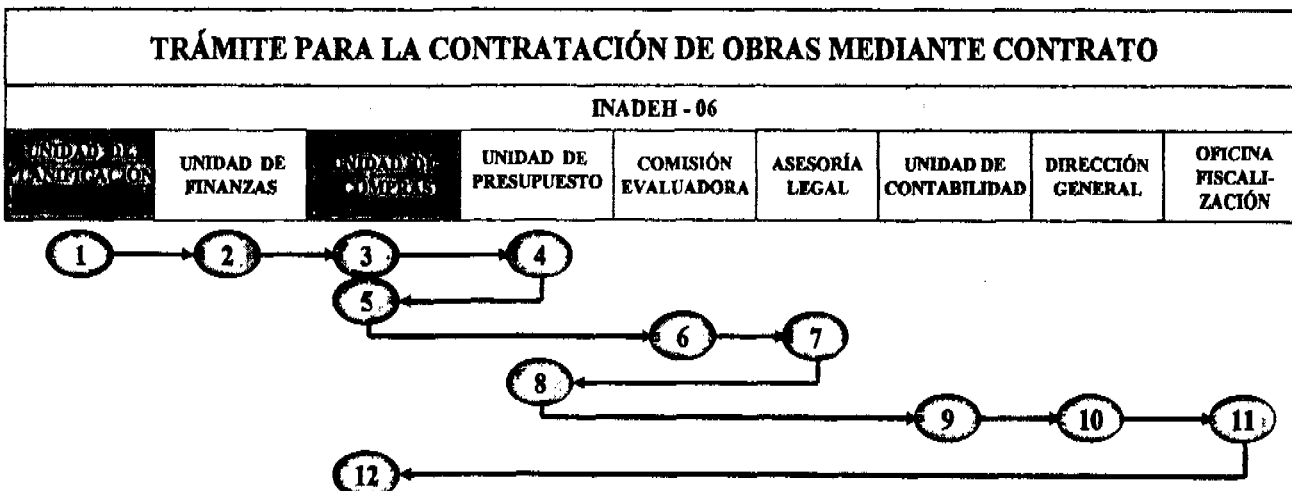 TRÁMITE PARA LA CONTRATACIÓN DE OBRAS MEDIANTE CONTRATO
INADEH - 06
UNIDAD DE
PLANIFICACIÓN
UNIDAD DE
FINANZAS
UNIDAD DE
COMPRAS
UNIDAD DE
PRESUPUESTO
COMISIÓN
EVALUADORA
ASESORÍA
LEGAL
UNIDAD DE
CONTABILIDAD
DIRECCIÓN
GENERAL
OFICINA
FISCALI-
ZACIÓN
1 2 3 4
5
6 7
8
9 10 11
12